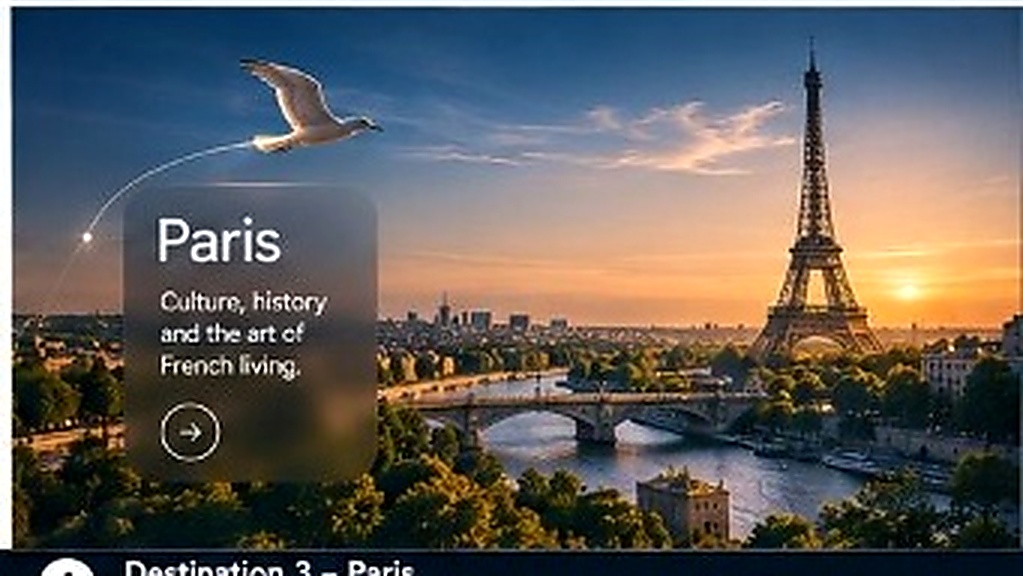 Paris
Culture, history
and the art of
French living.
Destination 3 – Paris